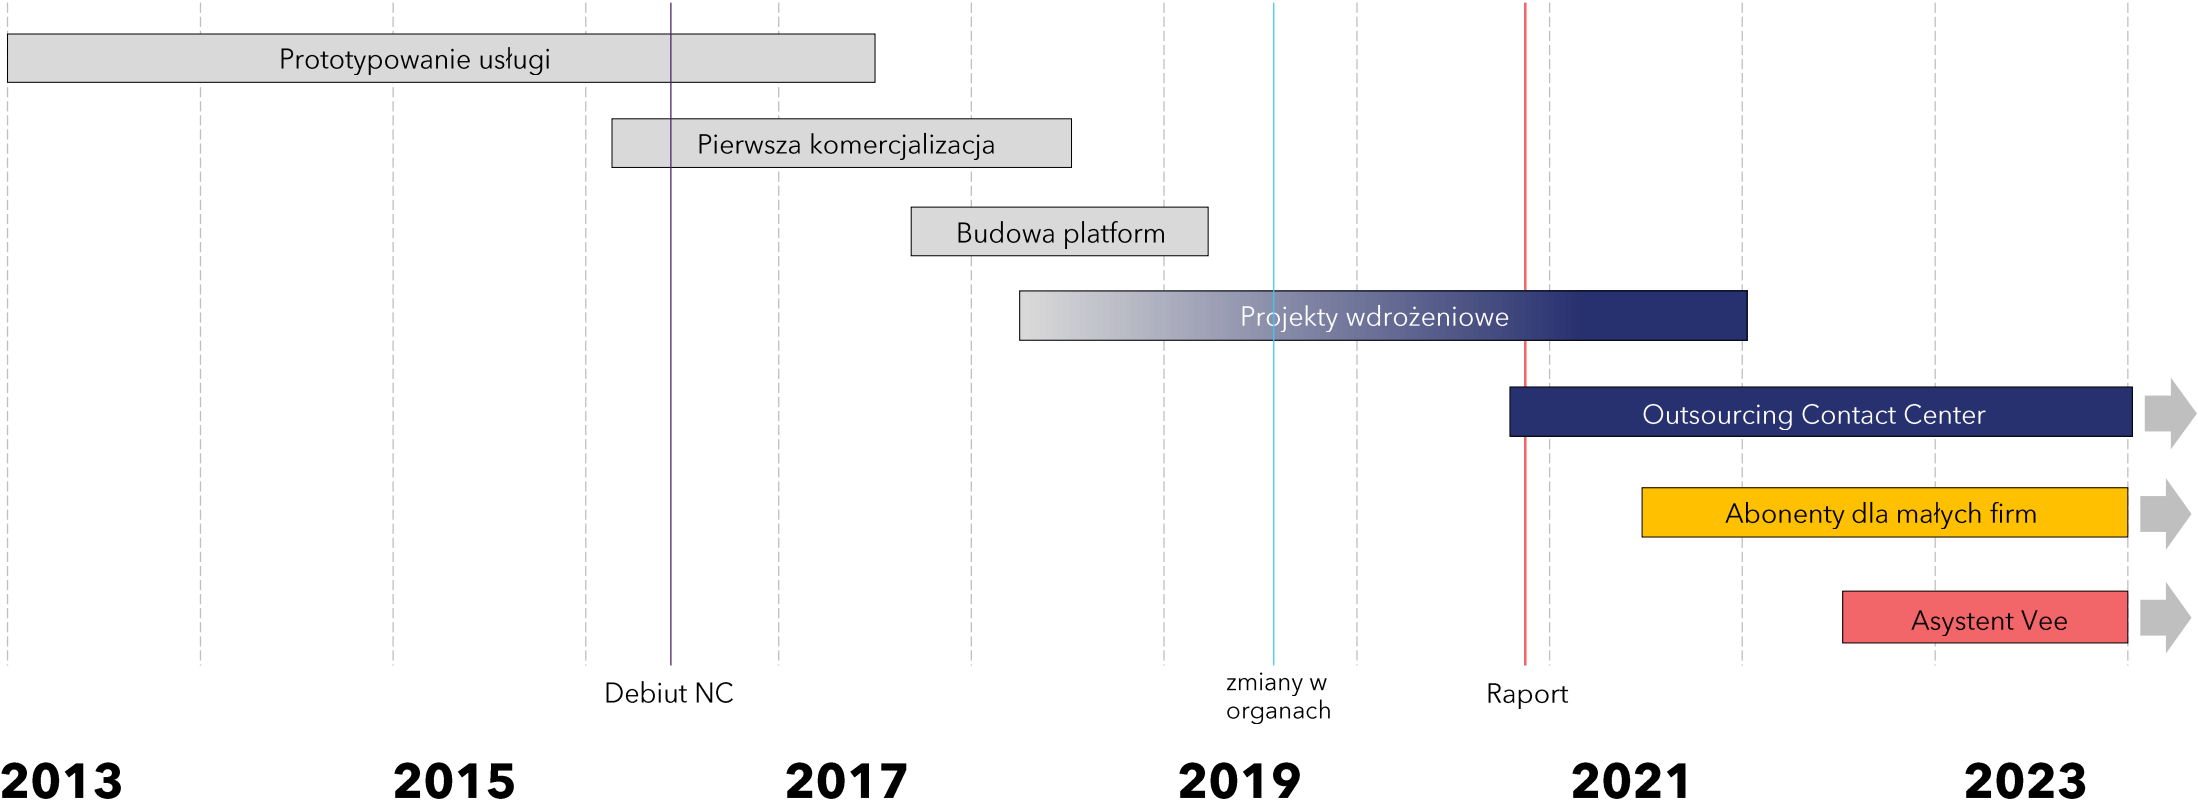 Prototypowanie usługi
Pierwsza komercjalizacja
Budowa platform
Projekty wdrożeniowe
Outsourcing Contact Center
Abonenty dla małych firm
Asystent Vee
Debiut NC
zmiany w
organach
Raport
2013 2015 2017 2019 2021 2023